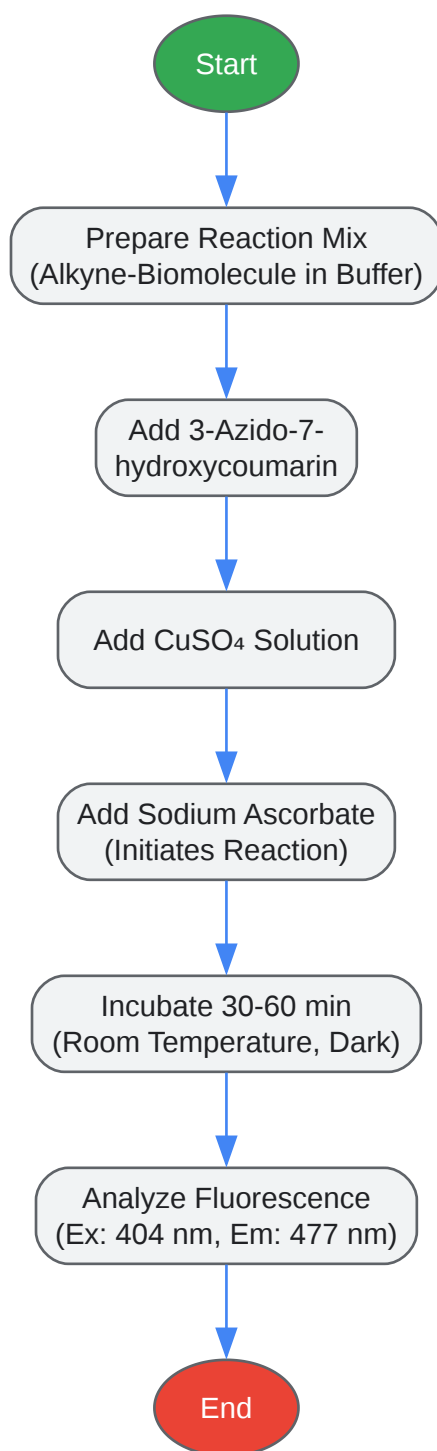 Start
Prepare Reaction Mix
(Alkyne-Biomolecule in Buffer)
Add 3-Azido-7-
hydroxycoumarin
Add CuSO₄ Solution
Add Sodium Ascorbate
(Initiates Reaction)
Incubate 30-60 min
(Room Temperature, Dark)
Analyze Fluorescence
(Ex: 404 nm, Em: 477 nm)
End